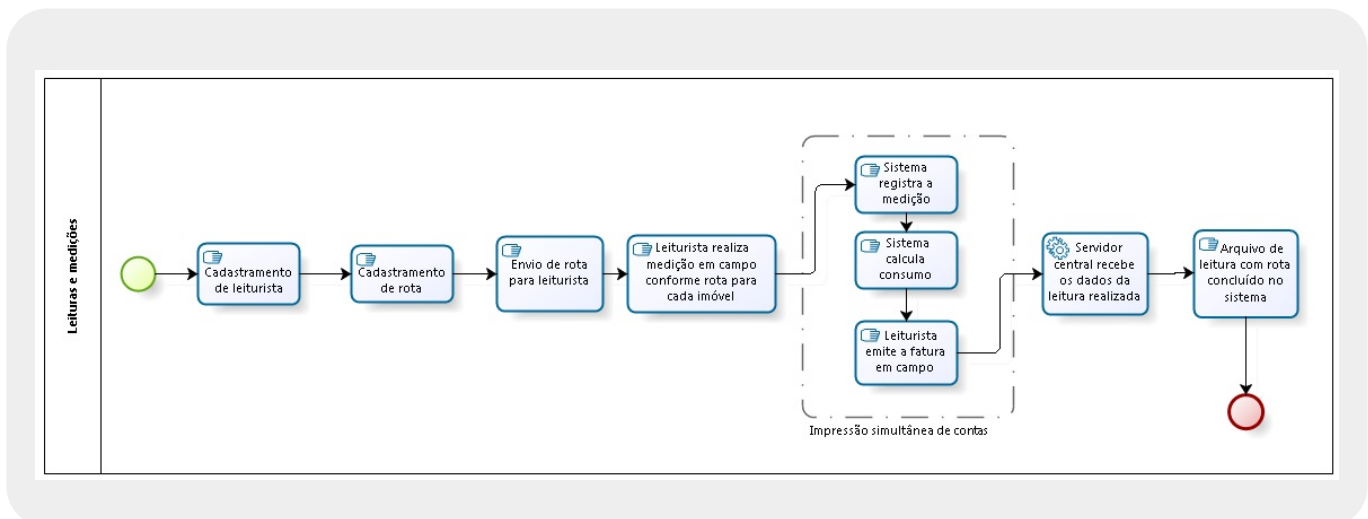 Leituras e medições
Cadastramento
de leiturista
Cadastramento
de rota
Envio de rota
para leiturista
Leiturista realiza
medição em campo
conforme rota para
cada imóvel
Sistema
registra a
medição
Sistema
calcula
consumo
Leiturista
emite a fatura
em campo
Impressão simultânea de contas
Servidor
central recebe
os dados da
leitura realizada
Arquivo de
leitura com rota
concluído no
sistema